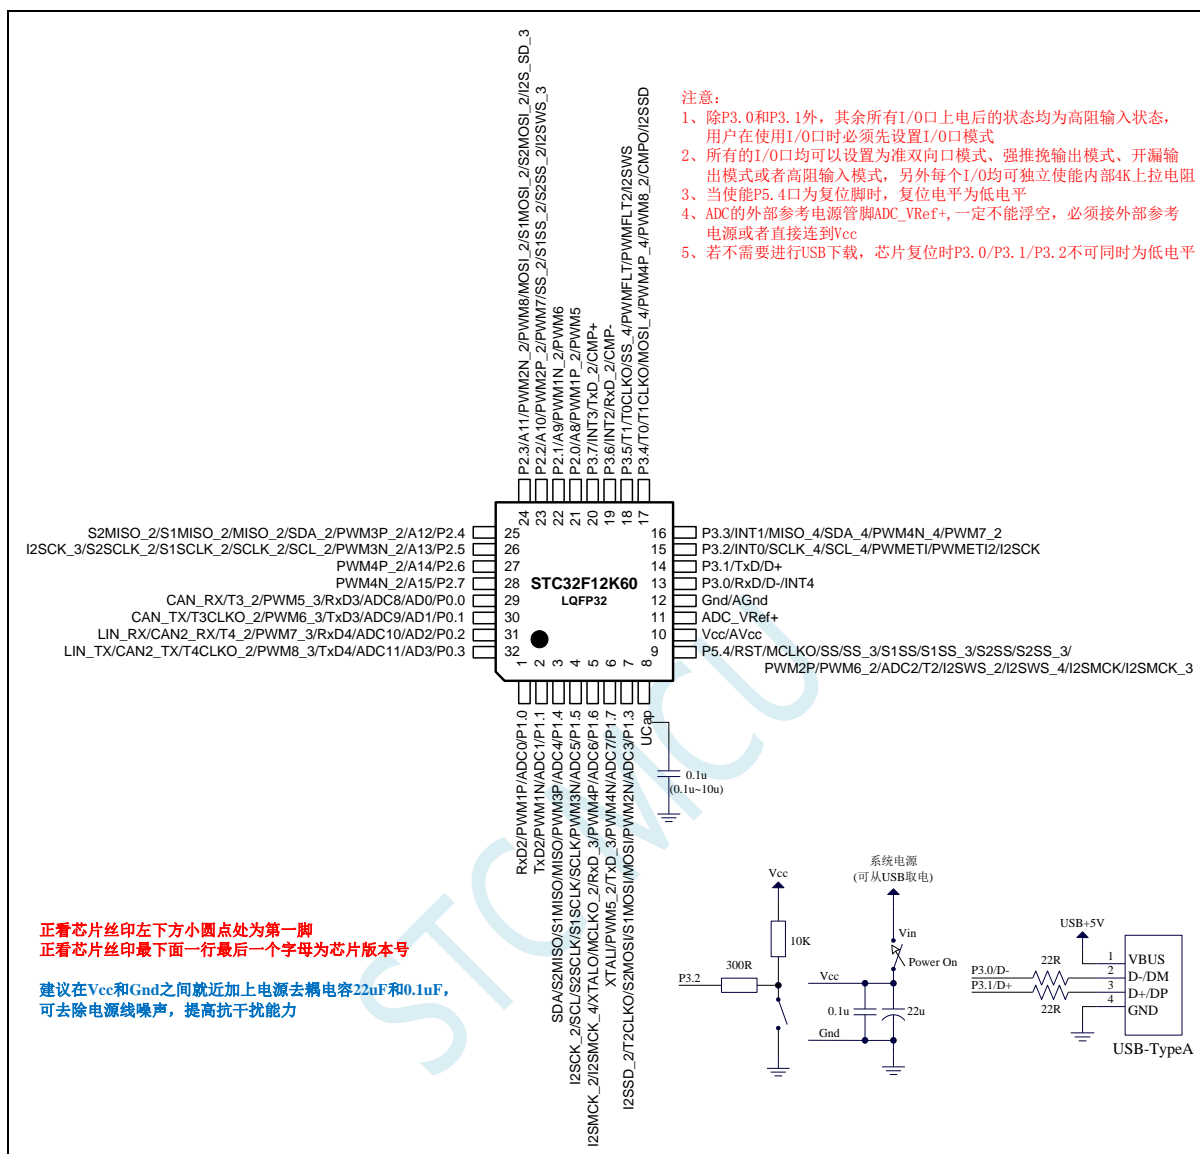 P2.3/A11/PWM2N_2/PWM8/MOSI_2/S1MOSI_2/S2MOSI_2/I2S_SD_3
P2.2/A10/PWM2P_2/PWM7/SS_2/S1SS_2/S2SS_2/I2SWS_3
P2.1/A9/PWM1N_2/PWM6
P2.0/A8/PWM1P_2/PWM5
P3.7/INT3/TxD_2/CMP+
P3.6/INT2/RxD_2/CMP-
P3.5/T1/T0CLKO/SS_4/PWMFLT/PWMFLT2/I2SWS
P3.4/T0/T1CLKO/MOSI_4/PWM4P_4/PWM8_2/CMPO/I2SSD
注意:
1、除P3.0和P3.1外，其余所有I/O口上电后的状态均为高阻输入状态，
用户在使用I/O口时必须先设置I/O口模式
2、所有的I/O口均可以设置为准双向口模式、强推挽输出模式、开漏输
出模式或者高阻输入模式，另外每个I/O均可独立使能内部4K上拉电阻
3、当使能P5.4口为复位脚时，复位电平为低电平
4、ADC的外部参考电源管脚ADC_VRef+,一定不能浮空，必须接外部参考
电源或者直接连到Vcc
5、若不需要进行USB下载，芯片复位时P3.0/P3.1/P3.2不可同时为低电平
24 23 22 21 20 19 18 17
S2MISO_2/S1MISO_2/MISO_2/SDA_2/PWM3P_2/A12/P2.4 25
I2SCK_3/S2SCLK_2/S1SCLK_2/SCLK_2/SCL_2/PWM3N_2/A13/P2.5 26
PWM4P_2/A14/P2.6 27
PWM4N_2/A15/P2.7 28
CAN_RX/T3_2/PWM5_3/RxD3/ADC8/AD0/P0.0 29
CAN_TX/T3CLKO_2/PWM6_3/TxD3/ADC9/AD1/P0.1 30
LIN_RX/CAN2_RX/T4_2/PWM7_3/RxD4/ADC10/AD2/P0.2 31
LIN_TX/CAN2_TX/T4CLKO_2/PWM8_3/TxD4/ADC11/AD3/P0.3 32
STC32F12K60
LQFP32
16 P3.3/INT1/MISO_4/SDA_4/PWM4N_4/PWM7_2
15 P3.2/INT0/SCLK_4/SCL_4/PWMETI/PWMETI2/I2SCK
14 P3.1/TxD/D+
13 P3.0/RxD/D-/INT4
12 Gnd/AGnd
11 ADC_VRef+
10 Vcc/AVcc
9 P5.4/RST/MCLKO/SS/SS_3/S1SS/S1SS_3/S2SS/S2SS_3/
PWM2P/PWM6_2/ADC2/T2/I2SWS_2/I2SWS_4/I2SMCK/I2SMCK_3
1 2 3 4 5 6 7 8
RxD2/PWM1P/ADC0/P1.0
TxD2/PWM1N/ADC1/P1.1
SDA/S2MISO/S1MISO/MISO/PWM3P/ADC4/P1.4
I2SCK_2/SCL/S2SCLK/S1SCLK/SCLK/PWM3N/ADC5/P1.5
I2SMCK_2/I2SMCK_4/XTALO/MCLKO_2/RxD_3/PWM4P/ADC6/P1.6
XTALI/PWM5_2/TxD_3/PWM4N/ADC7/P1.7
I2SSD_2/T2CLKO/S2MOSI/S1MOSI/MOSI/PWM2N/ADC3/P1.3
UCap
0.1u
(0.1u~10u)
STCMCU
正看芯片丝印左下方小圆点处为第一脚
正看芯片丝印最下面一行最后一个字母为芯片版本号
建议在Vcc和Gnd之间就近加上电源去耦电容22uF和0.1uF，
可去除电源线噪声，提高抗干扰能力
Vcc
10K
300R
P3.2
系统电源
(可从USB取电)
Vin
Power On
Vcc
0.1u
22u
Gnd
USB+5V
P3.0/D-
P3.1/D+
22R
22R
1 VBUS
2 D-/DM
3 D+/DP
4 GND
USB-TypeA